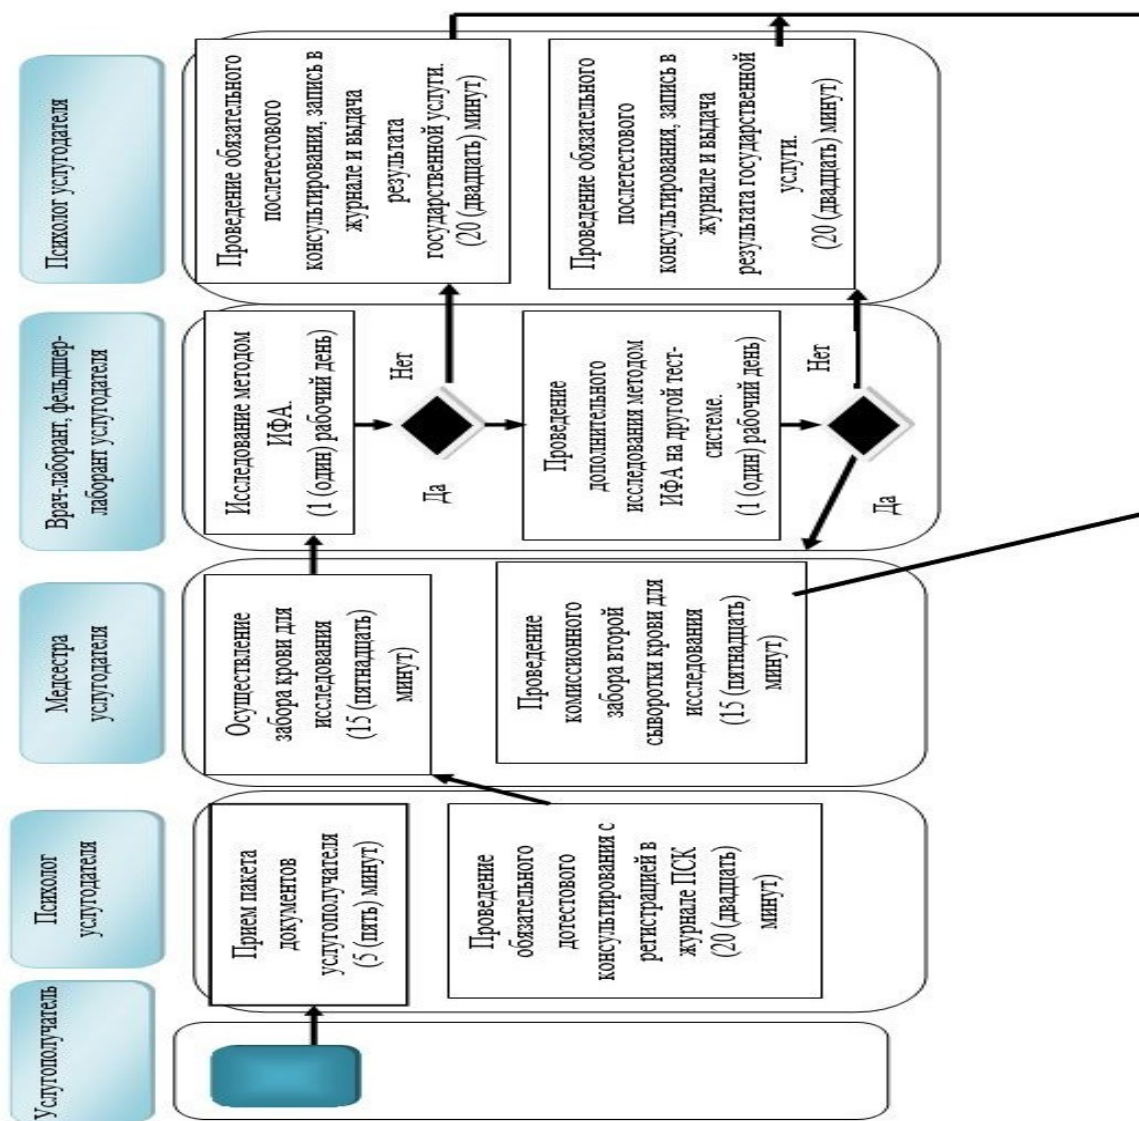 Услугополучатель
Психолог
услугодателя
Медсестра
услугодателя
Врач-лаборант, фельдшер-
лаборант услугодателя
Психолог услугодателя
Прием пакета
документов
услугополучателя
(5 (пять) минут)
Проведение
обязательного
дотестового
консультирования с
регистрацией в
журнале ПСК
(20 (двадцать)
минут)
Осуществление
забора крови для
исследования
(15 (пятнадцать)
минут)
Проведение
комиссионного
забора второй
сыворотки крови для
исследования
(15 (пятнадцать)
минут)
Исследование методом
ИФА.
(1 (один) рабочий день)
Да
Нет
Проведение
дополнительного
исследования методом
ИФА на другой тест-
системе.
(1 (один) рабочий день)
Да
Нет
Проведение обязательного
послетестового
консультирования, запись в
журнале и выдача
результата
государственной услуги.
(20 (двадцать) минут)
Проведение обязательного
послетестового
консультирования, запись в
журнале и выдача
результата государственной
услуги.
(20 (двадцать) минут)